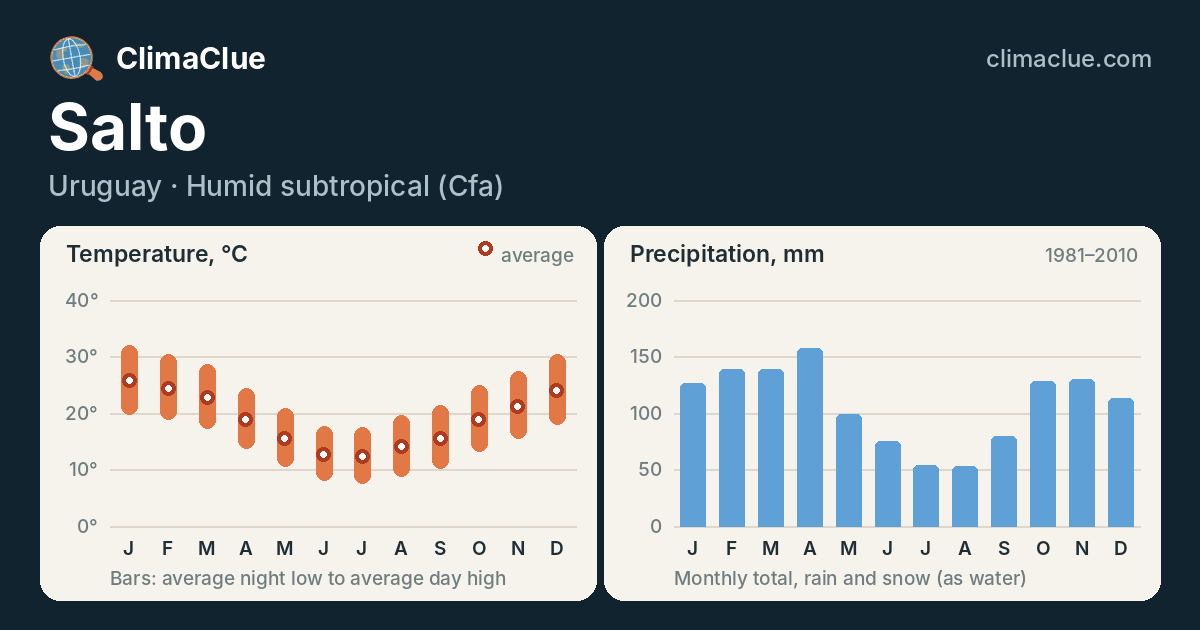 ClimaClue
climaclue.com
Salto
Uruguay · Humid subtropical (Cfa)
Temperature, °C
average
40°
30°
20°
10°
0°
J F M A M J J A S O N D
Bars: average night low to average day high
Precipitation, mm
1981–2010
200
150
100
50
0
J F M A M J J A S O N D
Monthly total, rain and snow (as water)